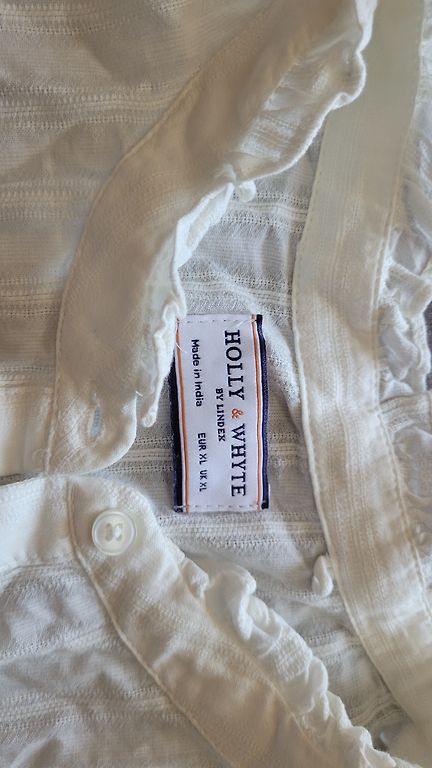 HOLLY & WHYTE
BY LINDEX
EUR XL UK XL
Made in India